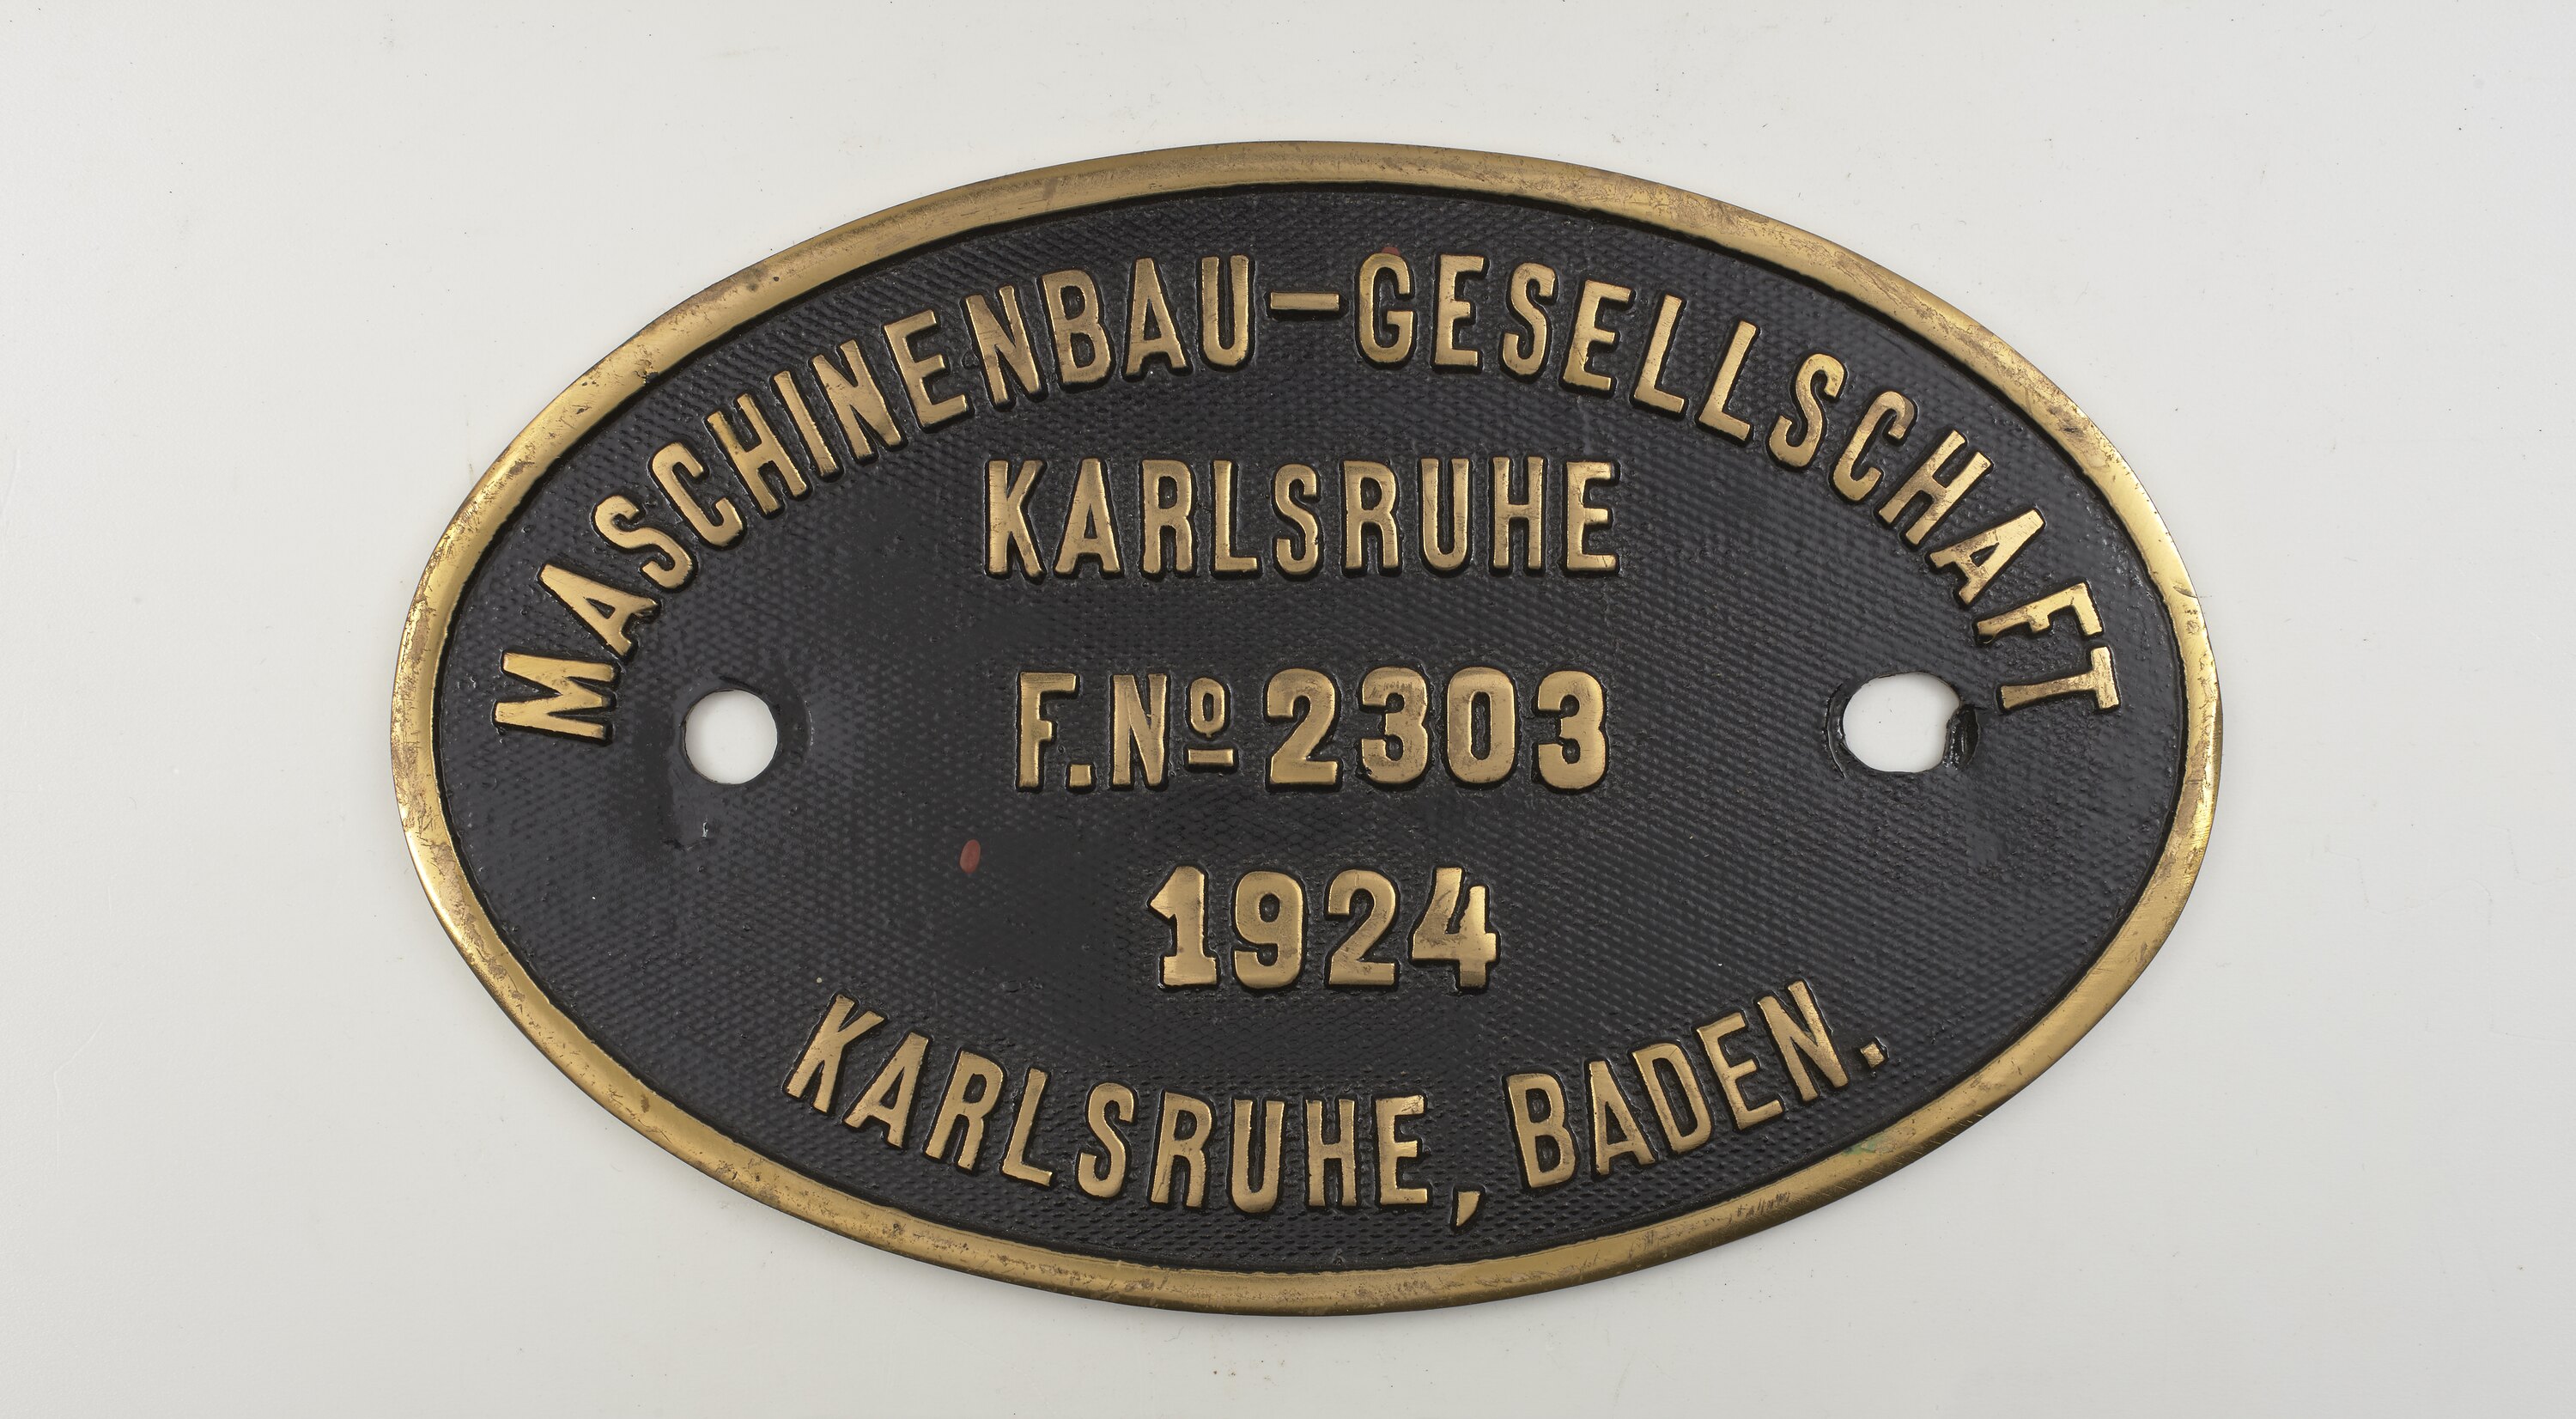 MASCHINENBAU-GESELLSCHAFT
KARLSRUHE
F.Nº 2303
1924
KARLSRUHE, BADEN.